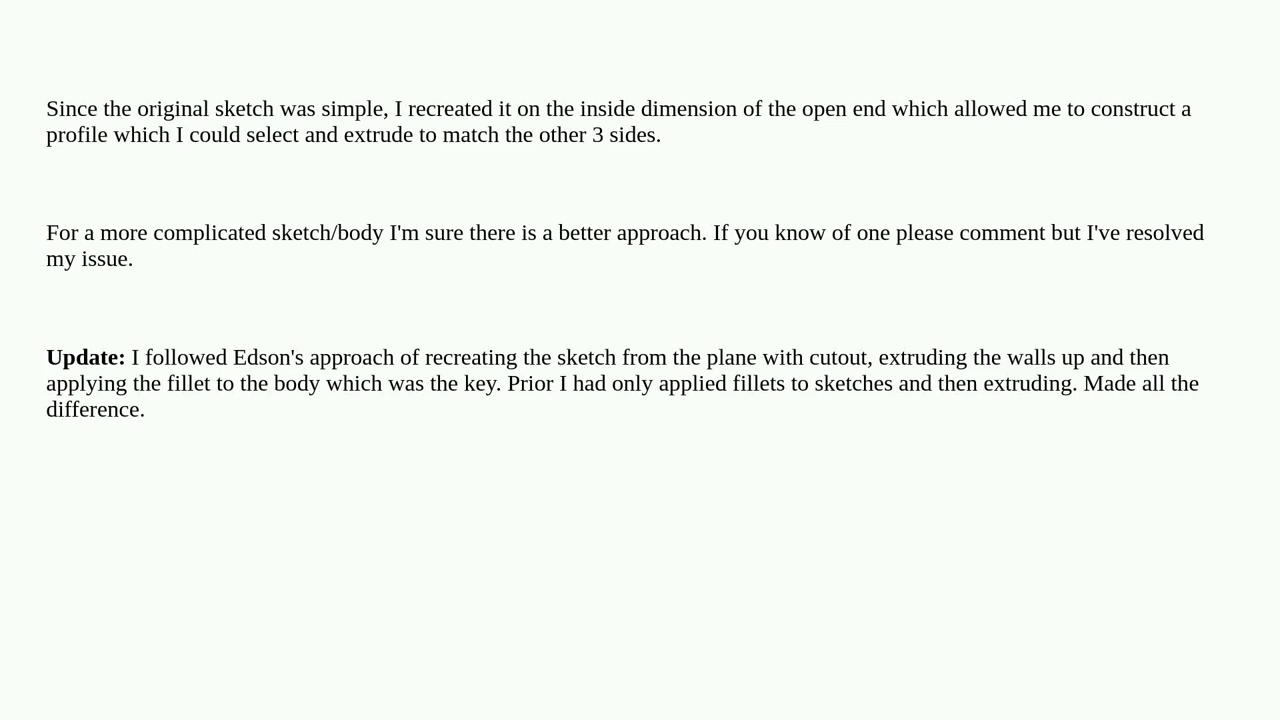 Since the original sketch was simple, I recreated it on the inside dimension of the open end which allowed me to construct a
profile which I could select and extrude to match the other 3 sides.
For a more complicated sketch/body I'm sure there is a better approach. If you know of one please comment but I've resolved
my issue.
Update: I followed Edson's approach of recreating the sketch from the plane with cutout, extruding the walls up and then
applying the fillet to the body which was the key. Prior I had only applied fillets to sketches and then extruding. Made all the
difference.